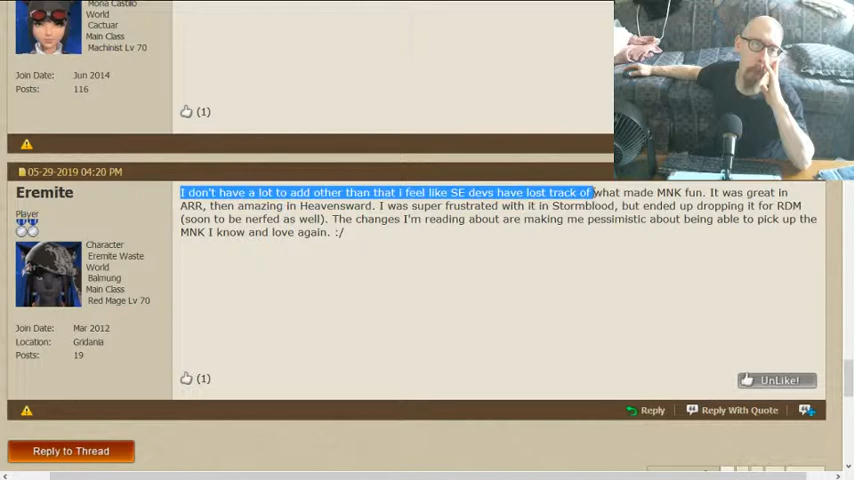 Mona Castillo
World
Cactuar
Main Class
Machinist Lv 70
Join Date: Jun 2014
Posts: 116
(1)
05-29-2019 04:20 PM
Eremite
Player
Character
Eremite Waste
World
Balmung
Main Class
Red Mage Lv 70
Join Date: Mar 2012
Location: Gridania
Posts: 19
I don't have a lot to add other than that i feel like SE devs have lost track of what made MNK fun. It was great in
ARR, then amazing in Heavensward. I was super frustrated with it in Stormblood, but ended up dropping it for RDM
(soon to be nerfed as well). The changes I'm reading about are making me pessimistic about being able to pick up the
MNK I know and love again. :/
(1)
UnLike!
Reply
Reply With Quote
Reply to Thread